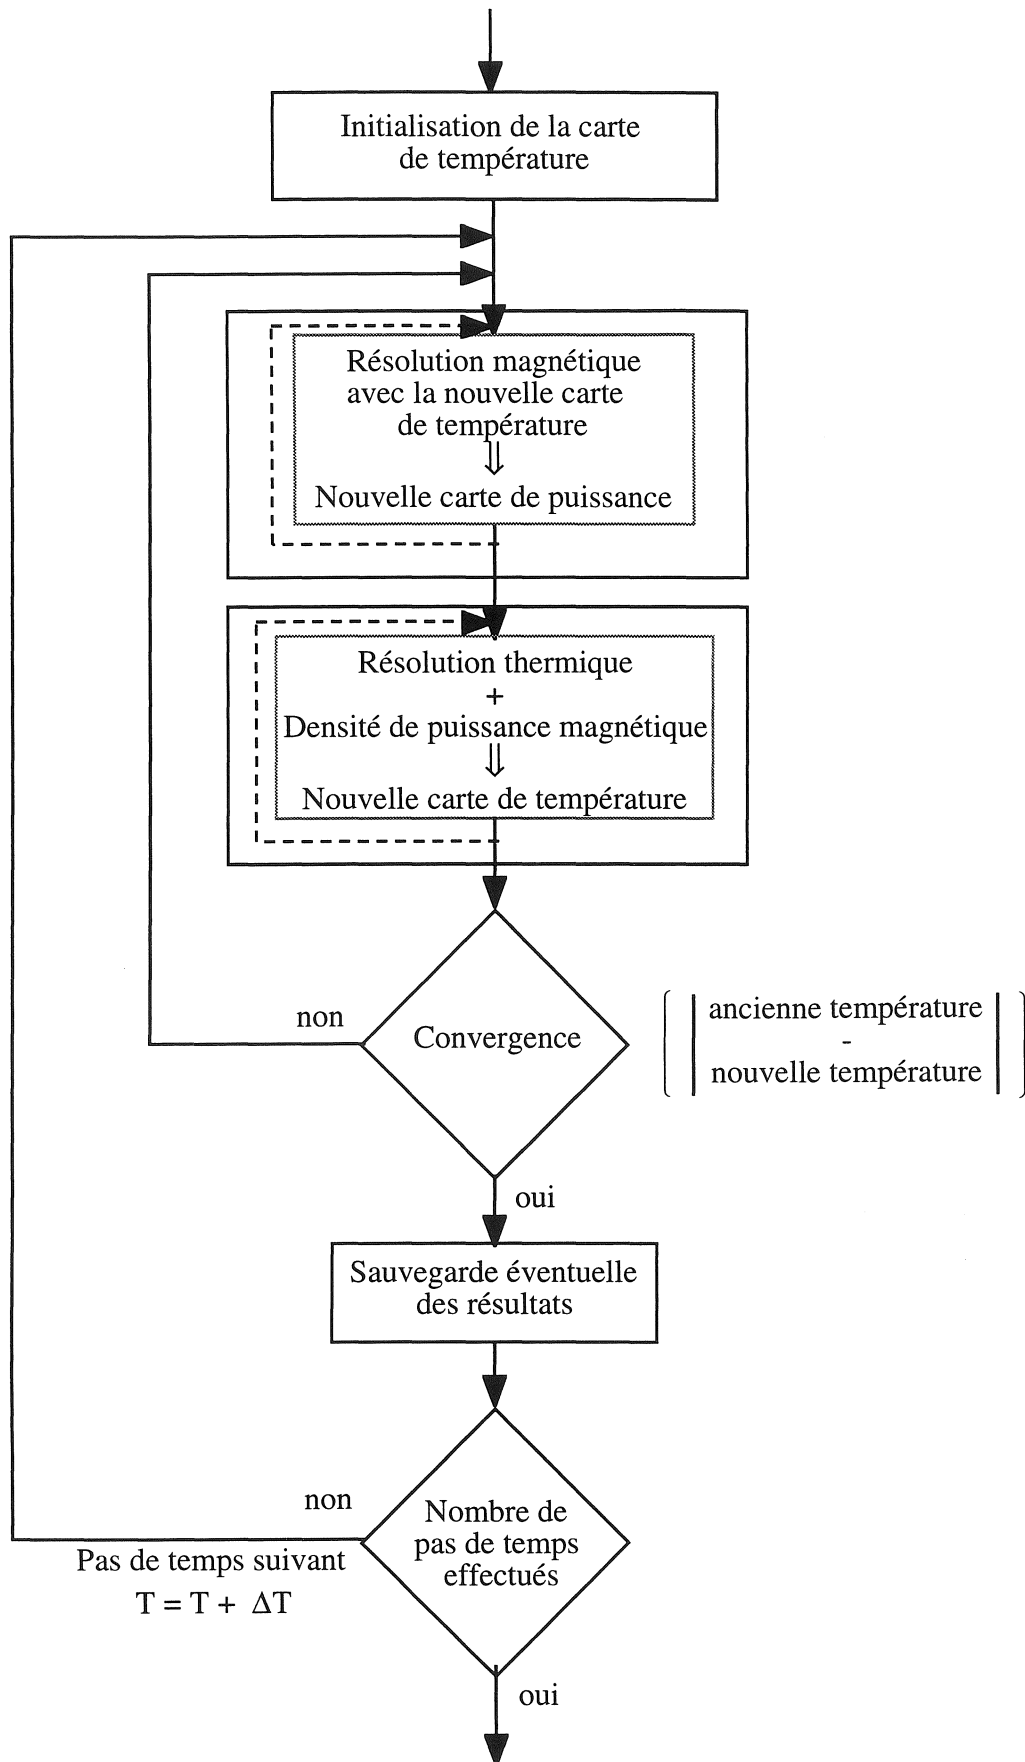 Initialisation de la carte
de température
Résolution magnétique
avec la nouvelle carte
de température
⇓
Nouvelle carte de puissance
Résolution thermique
+
Densité de puissance magnétique
⇓
Nouvelle carte de température
non
Convergence
ancienne température
-
nouvelle température
oui
Sauvegarde éventuelle
des résultats
non
Nombre de
pas de temps
effectués
Pas de temps suivant
T = T + ΔT
oui